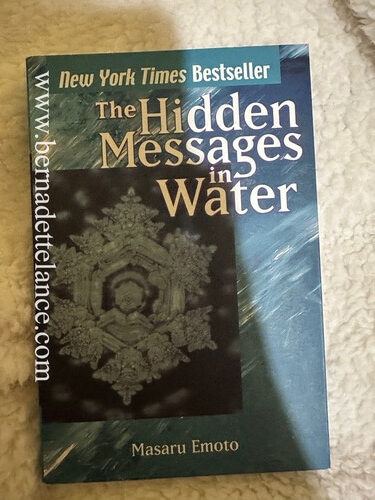 New York Times Bestseller
The Hidden
Messages
in
Water
Masaru Emoto
www.bernadettelance.com